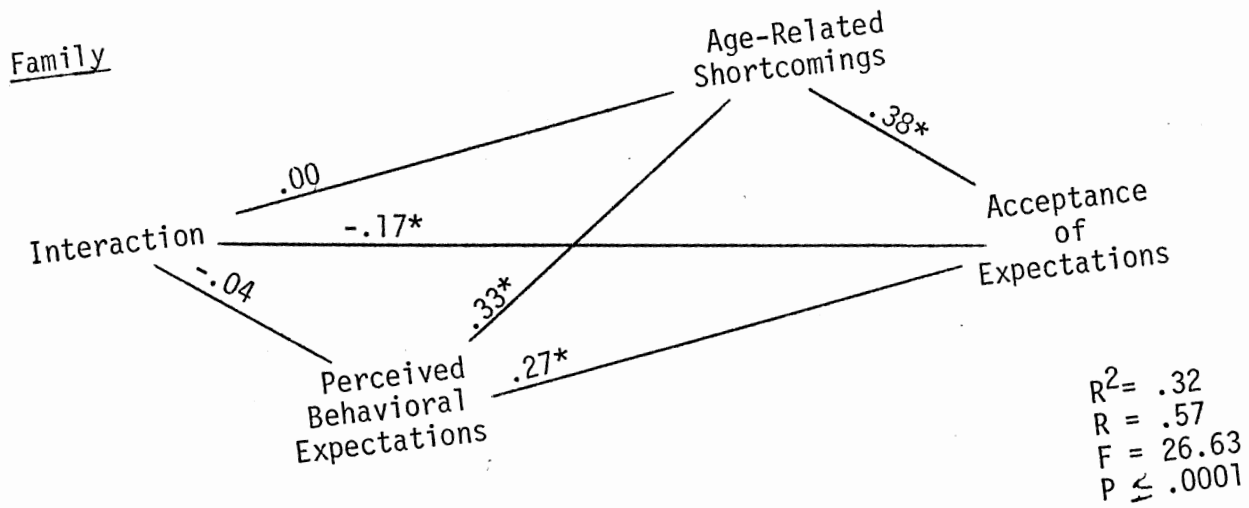 Family
Age-Related
Shortcomings
.38*
.00
Acceptance
of
Expectations
-.17*
Interaction
-.04
.33*
.27*
Perceived
Behavioral
Expectations
R²= .32
R = .57
F = 26.63
P ≤ .0001